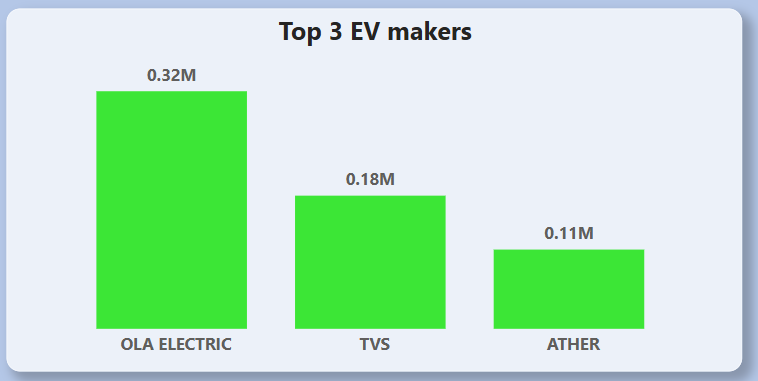 Top 3 EV makers
0.32M
0.18M
0.11M
OLA ELECTRIC
TVS
ATHER